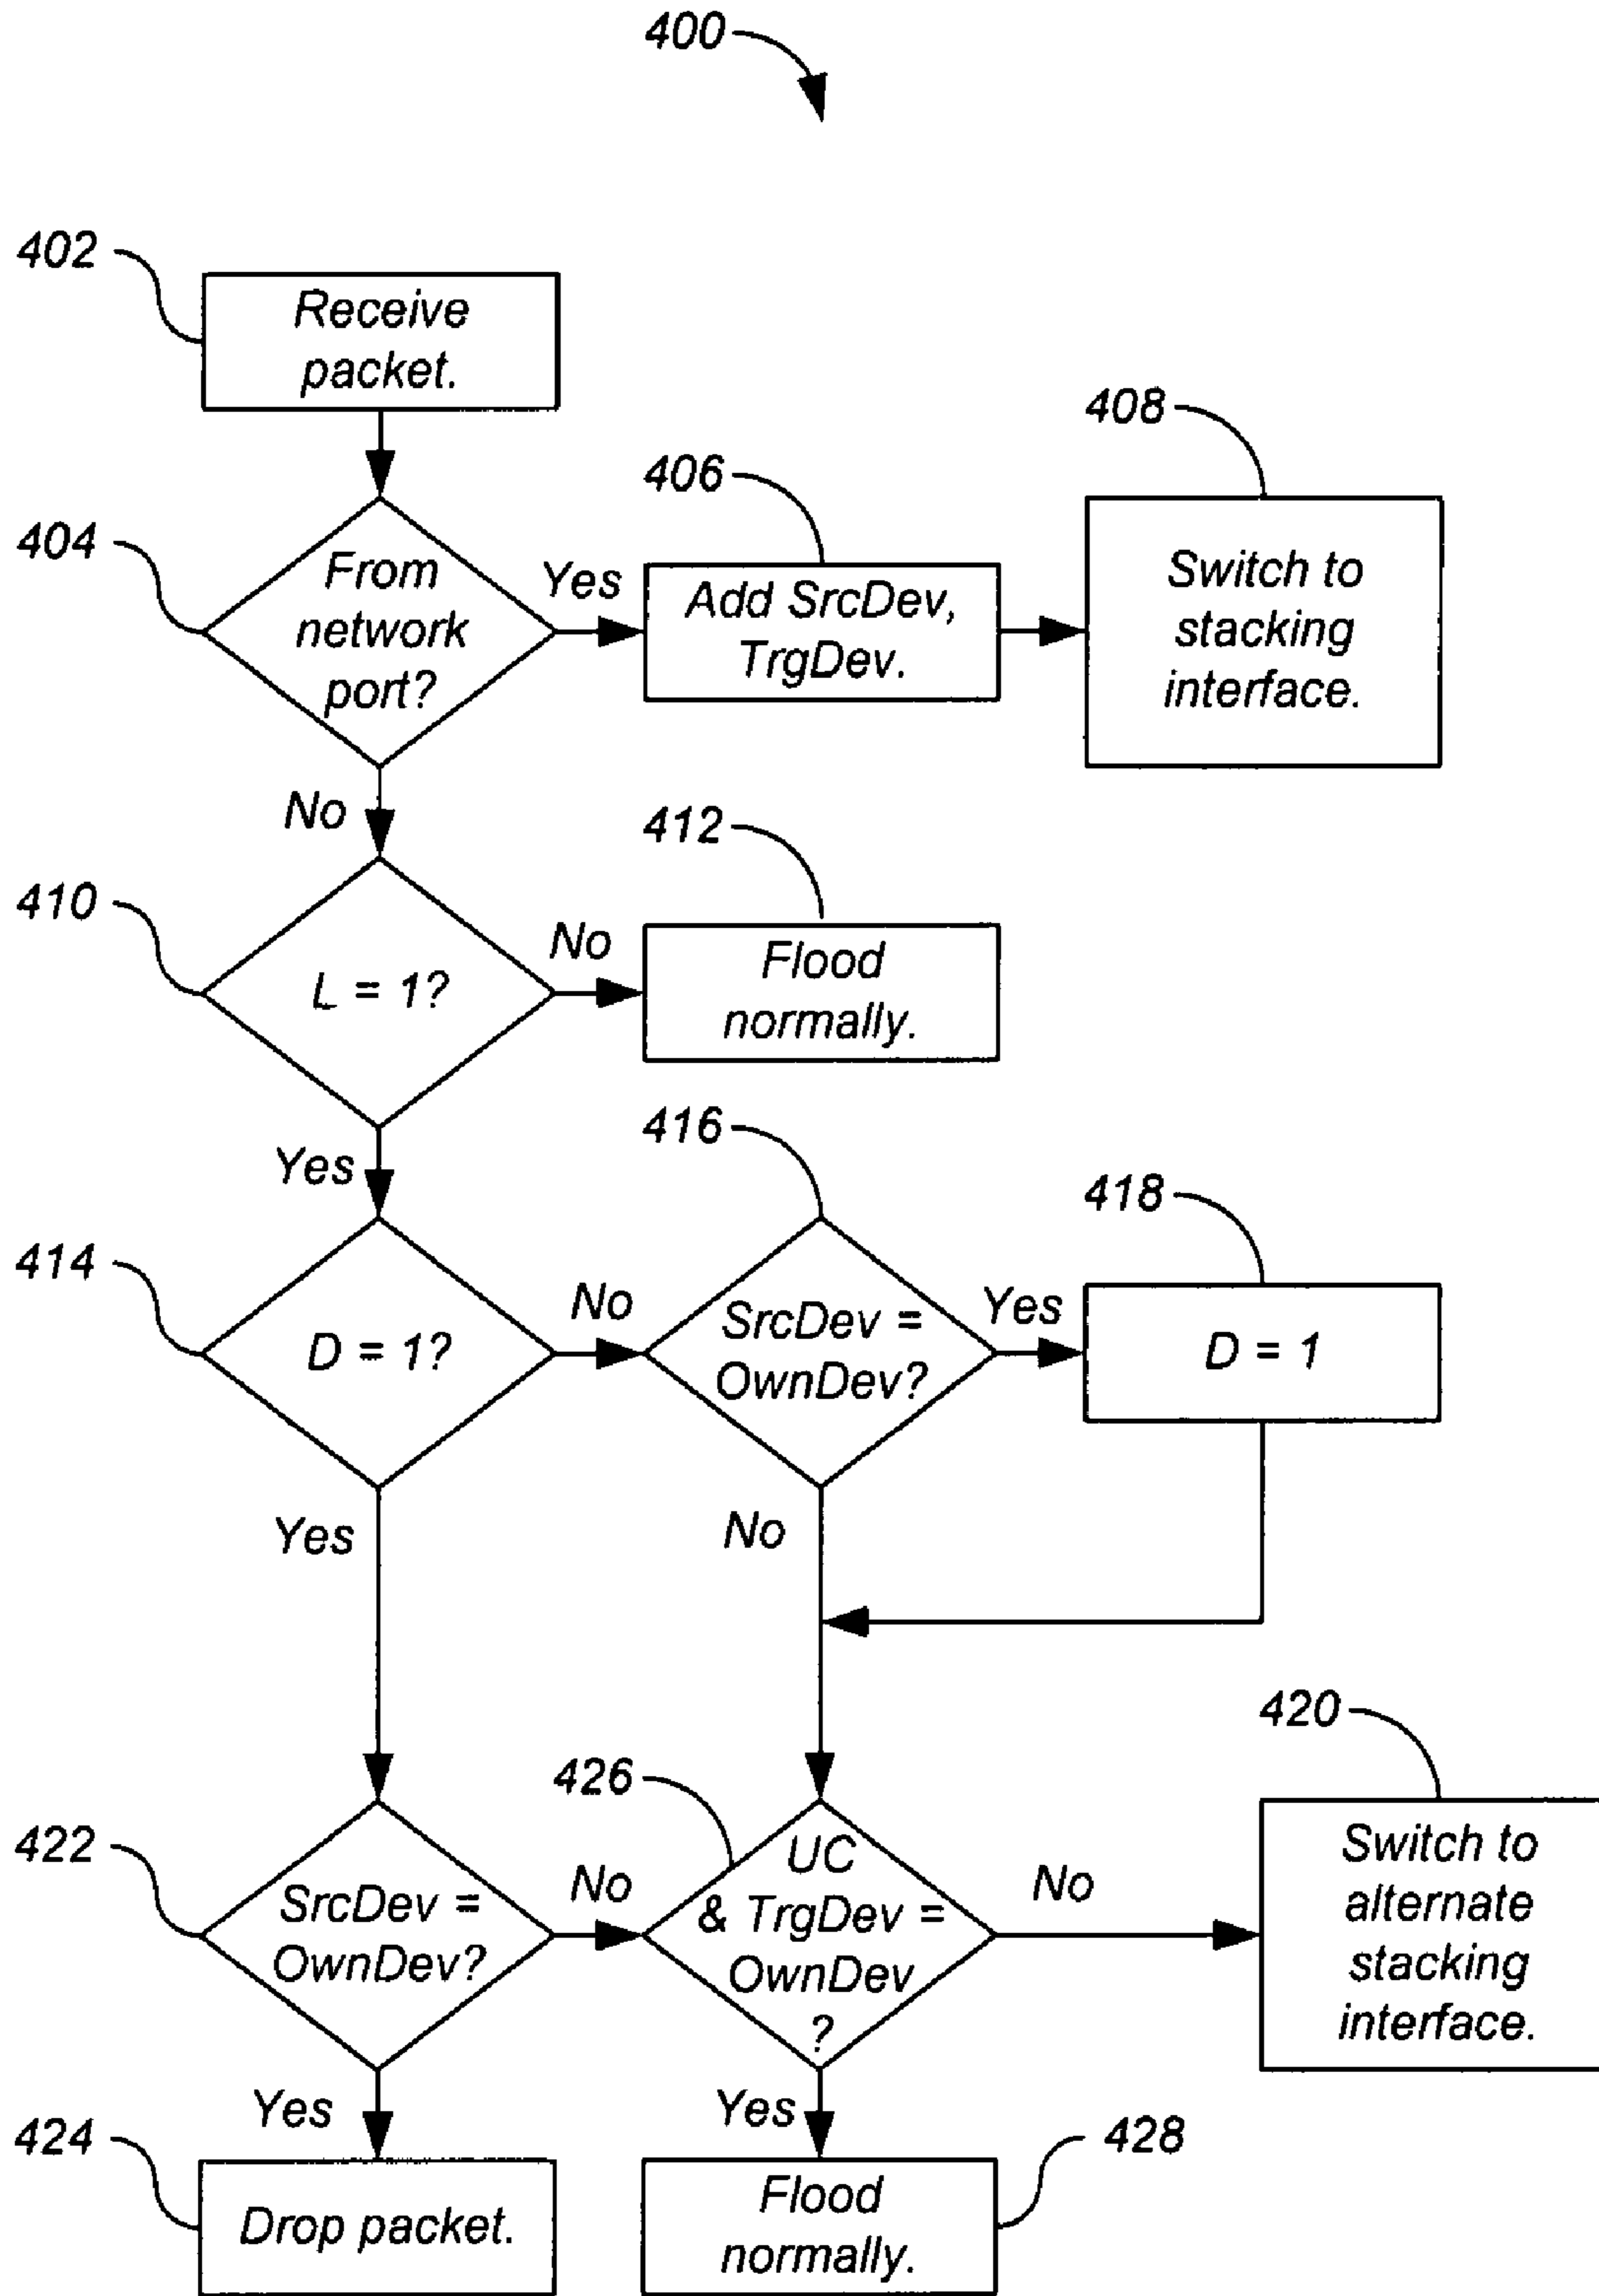 400
402
Receive
packet.
408
406
404
From
network
port?
Yes
Add SrcDev,
TrgDev.
Switch to
stacking
interface.
No
412
410
L = 1?
No
Flood
normally.
Yes
416
418
414
D = 1?
No
SrcDev =
OwnDev?
Yes
D = 1
Yes
No
420
426
422
SrcDev =
OwnDev?
No
UC
& TrgDev =
OwnDev
?
No
Switch to
alternate
stacking
interface.
Yes
Yes
424
428
Drop packet.
Flood
normally.